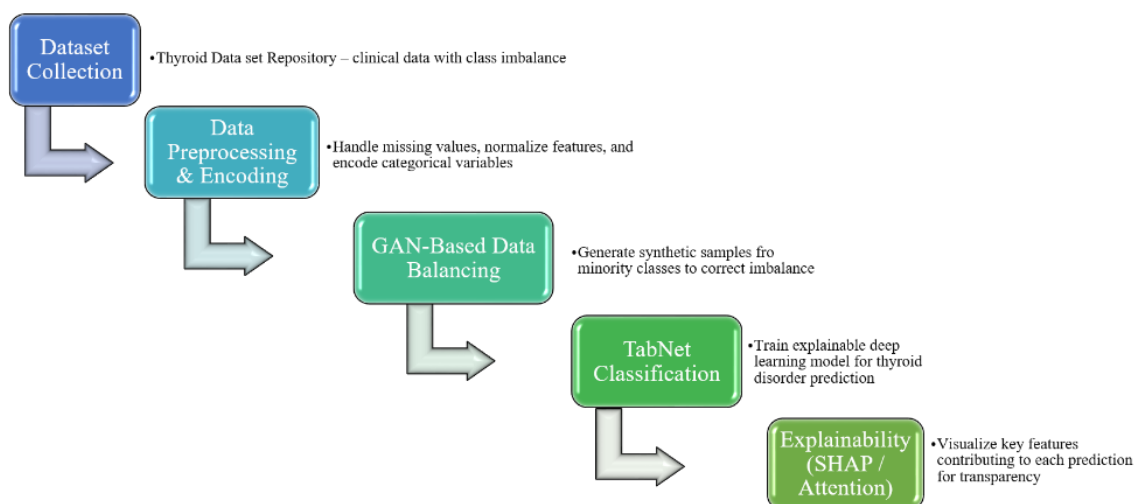 Dataset
Collection
•Thyroid Data set Repository – clinical data with class imbalance
Data
Preprocessing
& Encoding
•Handle missing values, normalize features, and
encode categorical variables
GAN-Based Data
Balancing
•Generate synthetic samples fro
minority classes to correct imbalance
TabNet
Classification
•Train explainable deep
learning model for thyroid
disorder prediction
Explainability
(SHAP /
Attention)
•Visualize key features
contributing to each prediction
for transparency